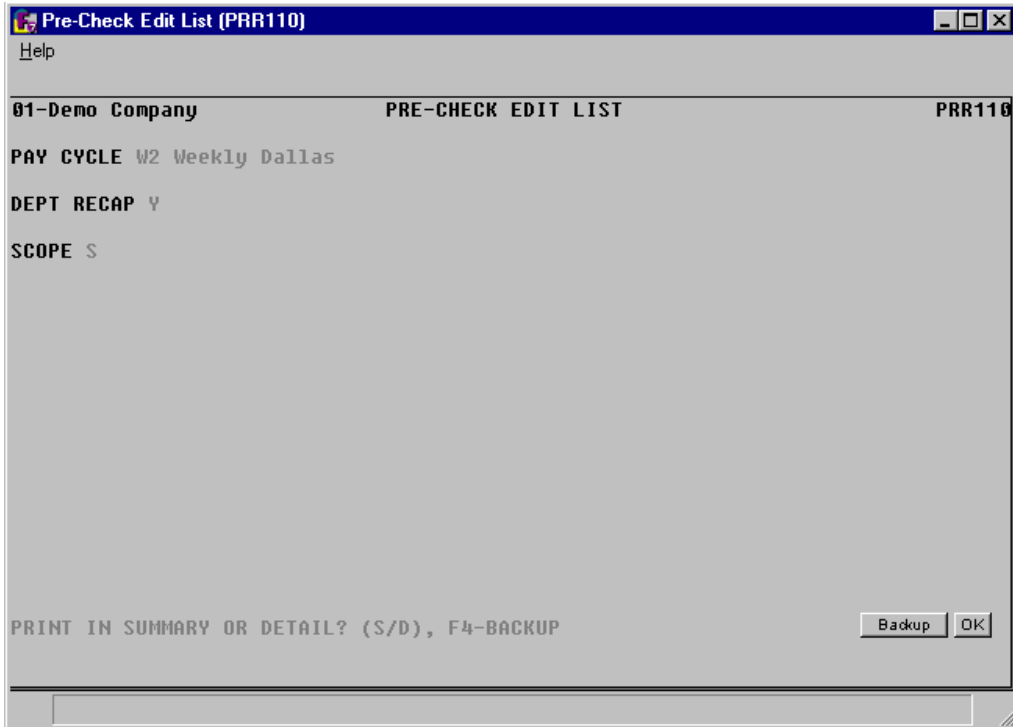 Pre-Check Edit List (PRR110)
Help
01-Demo Company PRE-CHECK EDIT LIST PRR110
PAY CYCLE W2 Weekly Dallas
DEPT RECAP Y
SCOPE S
PRINT IN SUMMARY OR DETAIL? (S/D), F4-BACKUP Backup OK